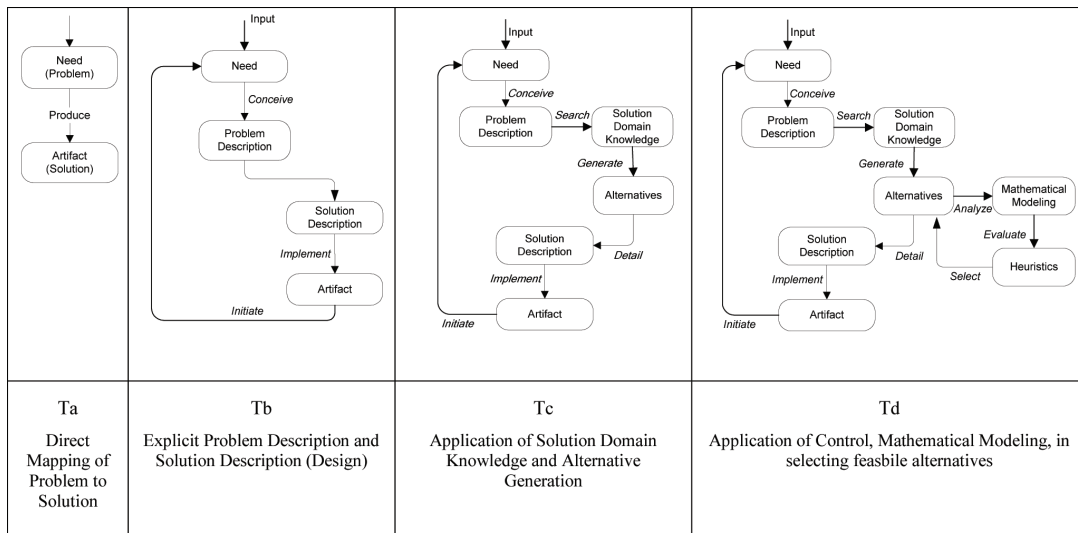 Need
(Problem)
Produce
Artifact
(Solution)
Input
Need
Conceive
Problem
Description
Solution
Description
Implement
Artifact
Initiate
Input
Need
Conceive
Problem
Description
Search
Solution
Domain
Knowledge
Generate
Alternatives
Solution
Description
Detail
Implement
Artifact
Initiate
Input
Need
Conceive
Problem
Description
Search
Solution
Domain
Knowledge
Generate
Alternatives
Analyze
Mathematical
Modeling
Evaluate
Heuristics
Select
Solution
Description
Detail
Implement
Artifact
Initiate
Ta
Direct
Mapping of
Problem to
Solution
Tb
Explicit Problem Description and
Solution Description (Design)
Tc
Application of Solution Domain
Knowledge and Alternative
Generation
Td
Application of Control, Mathematical Modeling, in
selecting feasbile alternatives